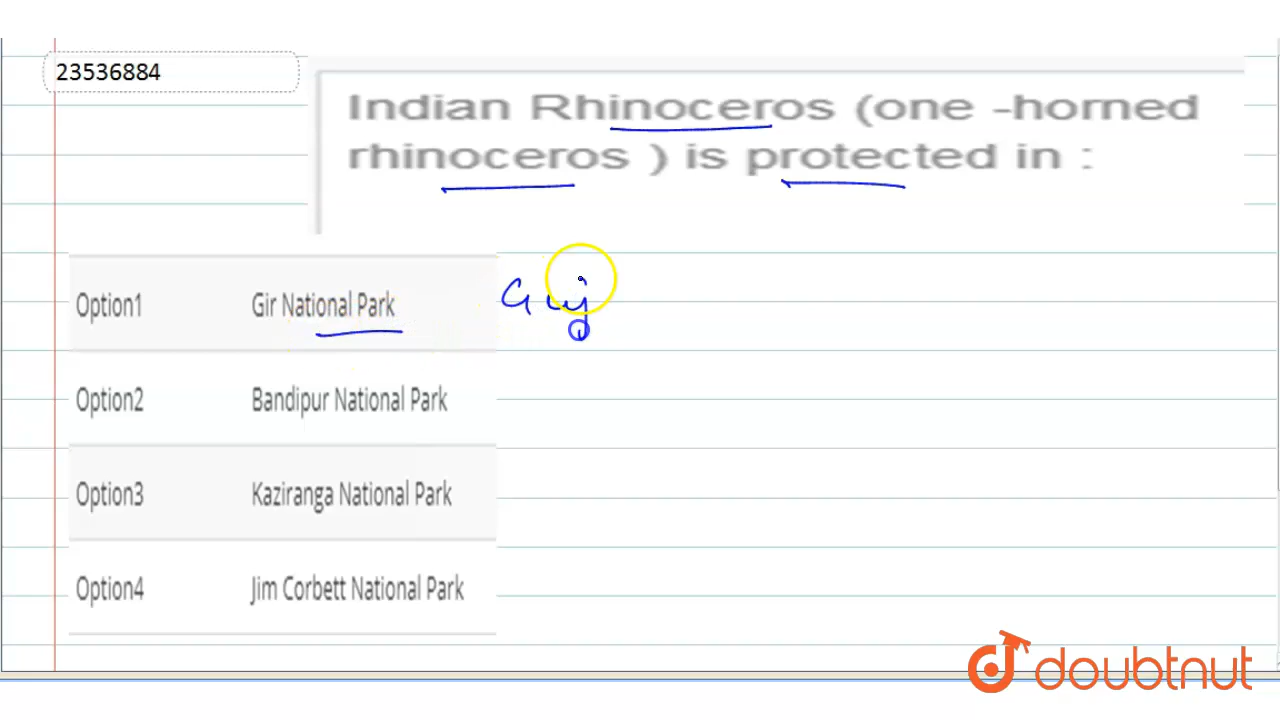 23536884
Indian Rhinoceros (one -horned
rhinoceros ) is protected in :
Option1 Gir National Park Guj
Option2 Bandipur National Park
Option3 Kaziranga National Park
Option4 Jim Corbett National Park
doubtnut